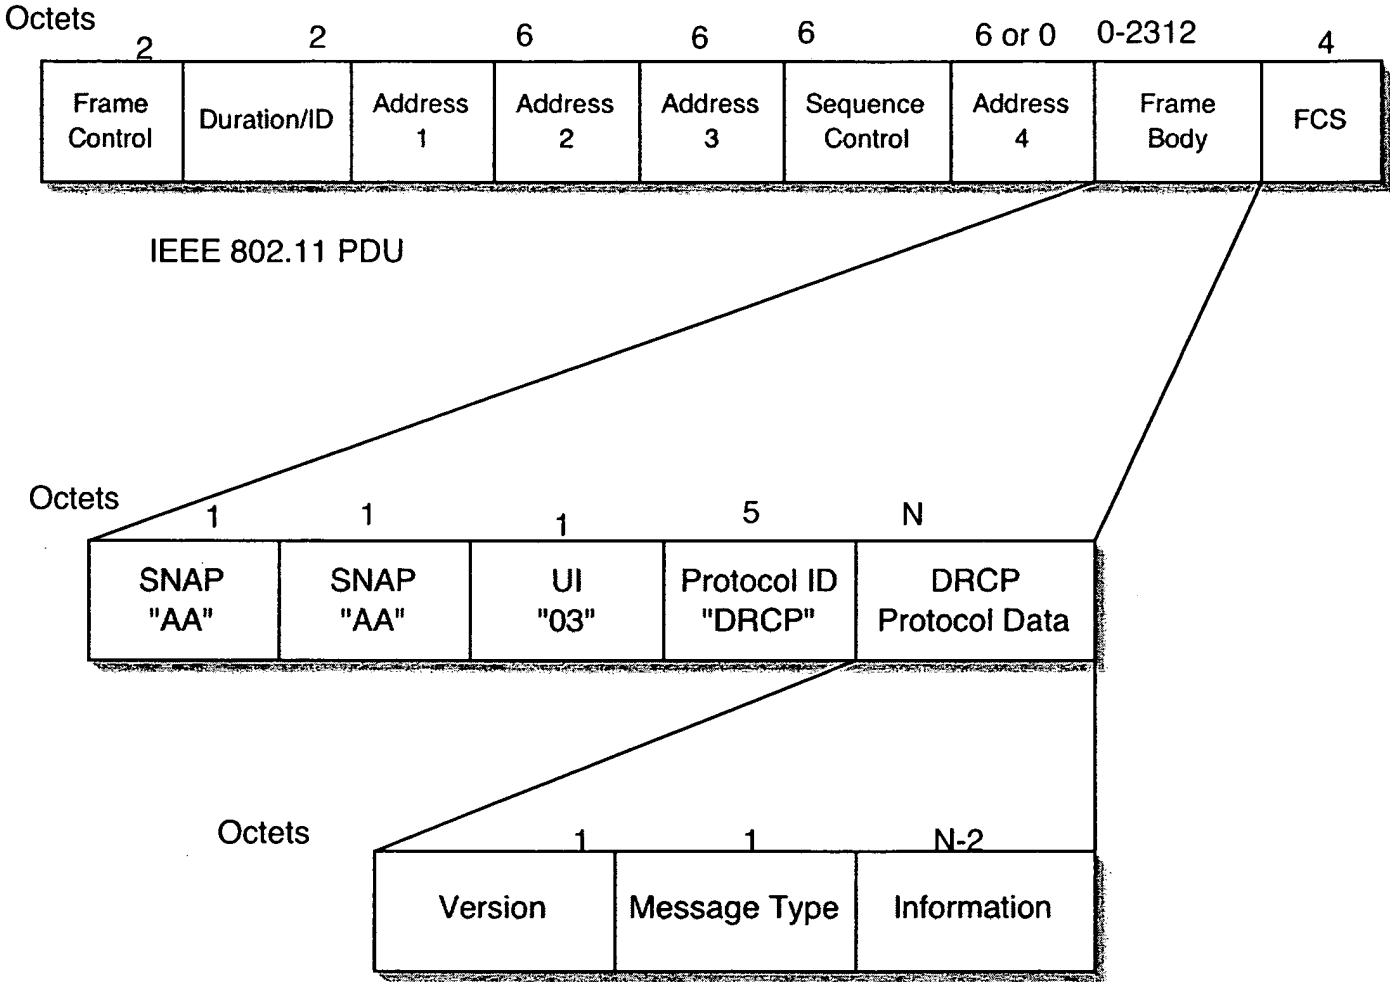 Octets
2 2 6 6 6 6 or 0 0-2312 4
Frame Control Duration/ID Address 1 Address 2 Address 3 Sequence Control Address 4 Frame Body FCS
IEEE 802.11 PDU
Octets
1 1 1 5 N
SNAP "AA" SNAP "AA" UI "03" Protocol ID "DRCP" DRCP Protocol Data
Octets
1 1 N-2
Version Message Type Information